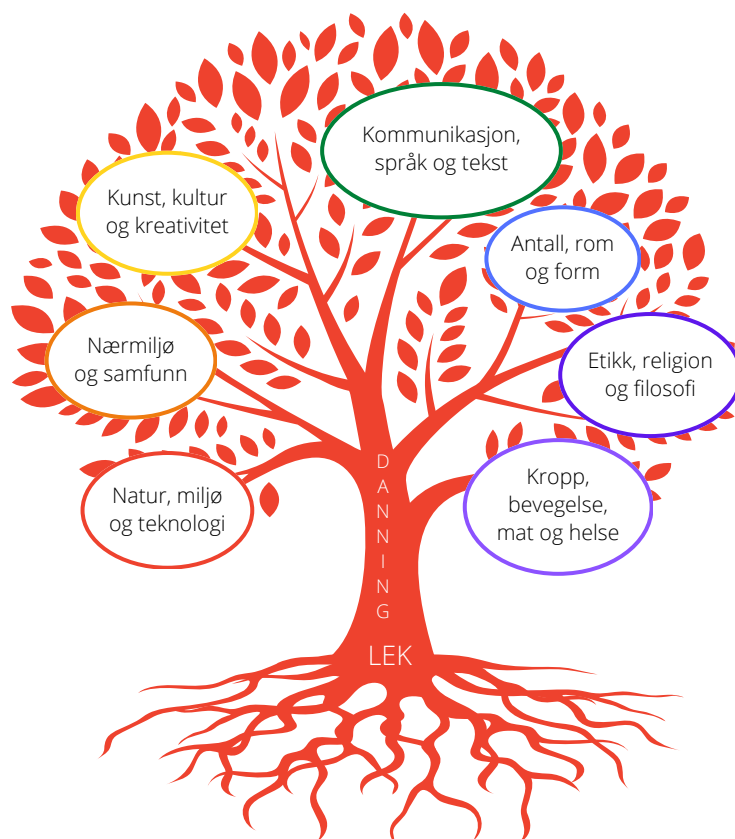 Kommunikasjon,
språk og tekst
Kunst, kultur
og kreativitet
Antall, rom
og form
Nærmiljø
og samfunn
Etikk, religion
og filosofi
Natur, miljø
og teknologi
Kropp,
bevegelse,
mat og helse
DANNING
LEK